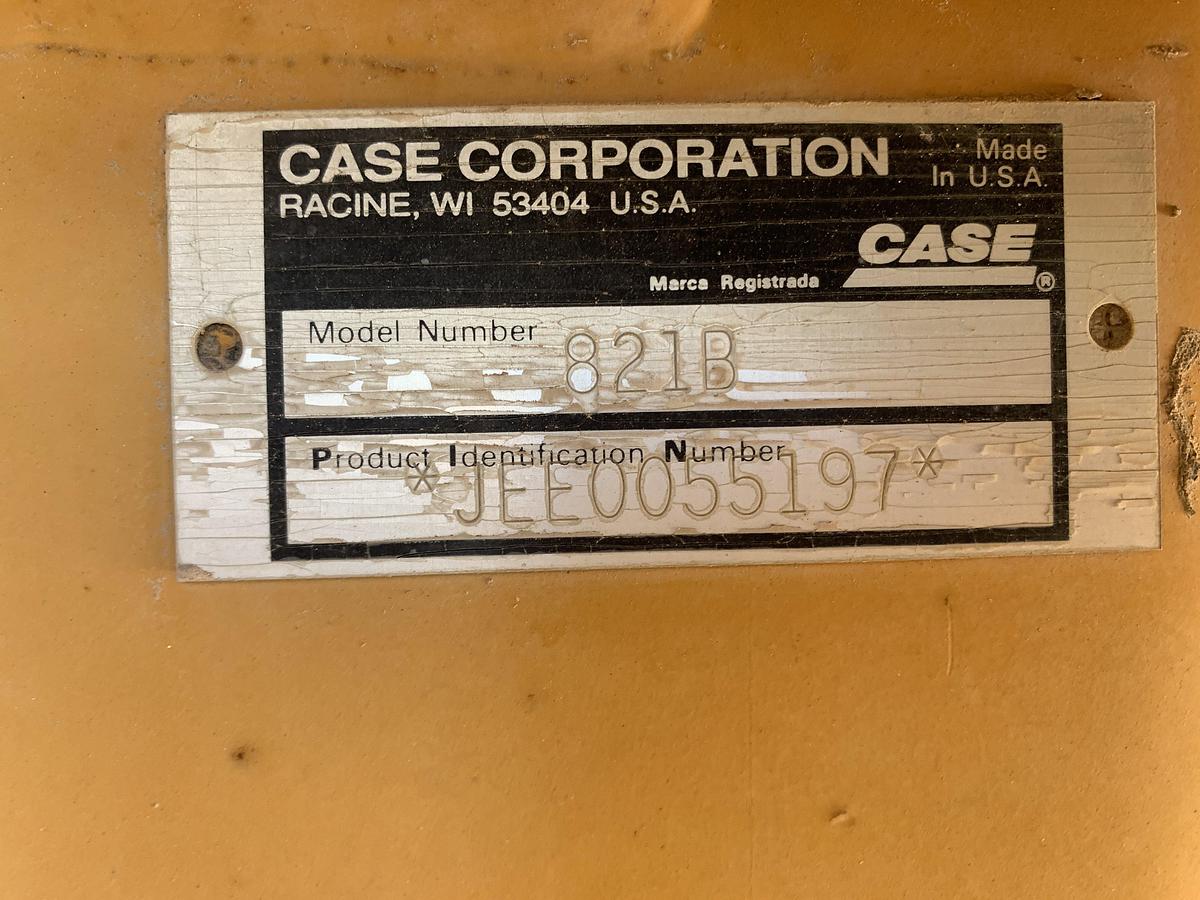 CASE CORPORATION
RACINE, WI 53404 U.S.A.
Made
In U.S.A.
CASE
Marca Registrada ®
Model Number 821B
Product Identification Number
*JEE0055197*